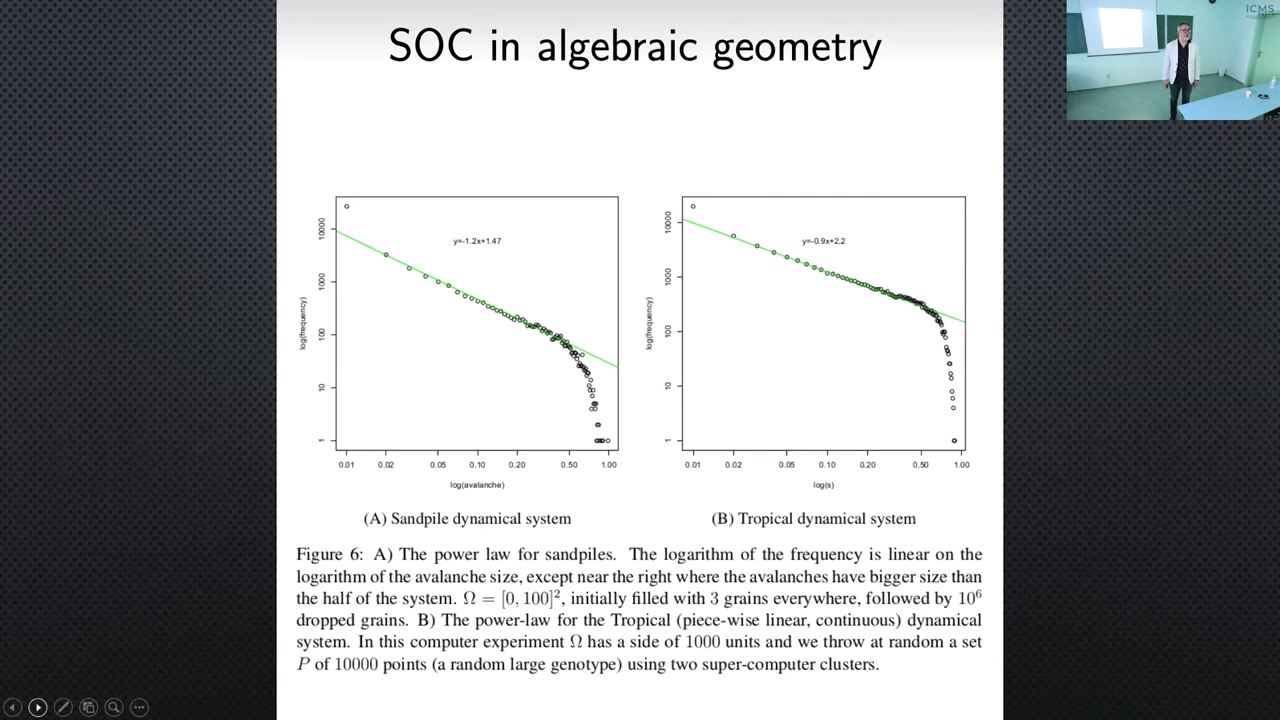 SOC in algebraic geometry
ICMS
y=-1.2x+1.47
log(frequency)
10000
1000
100
10
1
0.01 0.02 0.05 0.10 0.20 0.50 1.00
log(avalanche)
y=-0.9x+2.2
log(frequency)
10000
1000
100
10
1
0.01 0.02 0.05 0.10 0.20 0.50 1.00
log(s)
(A) Sandpile dynamical system
(B) Tropical dynamical system
Figure 6: A) The power law for sandpiles. The logarithm of the frequency is linear on the
logarithm of the avalanche size, except near the right where the avalanches have bigger size than
the half of the system. Ω = [0, 100]², initially filled with 3 grains everywhere, followed by 10⁶
dropped grains. B) The power-law for the Tropical (piece-wise linear, continuous) dynamical
system. In this computer experiment Ω has a side of 1000 units and we throw at random a set
P of 10000 points (a random large genotype) using two super-computer clusters.